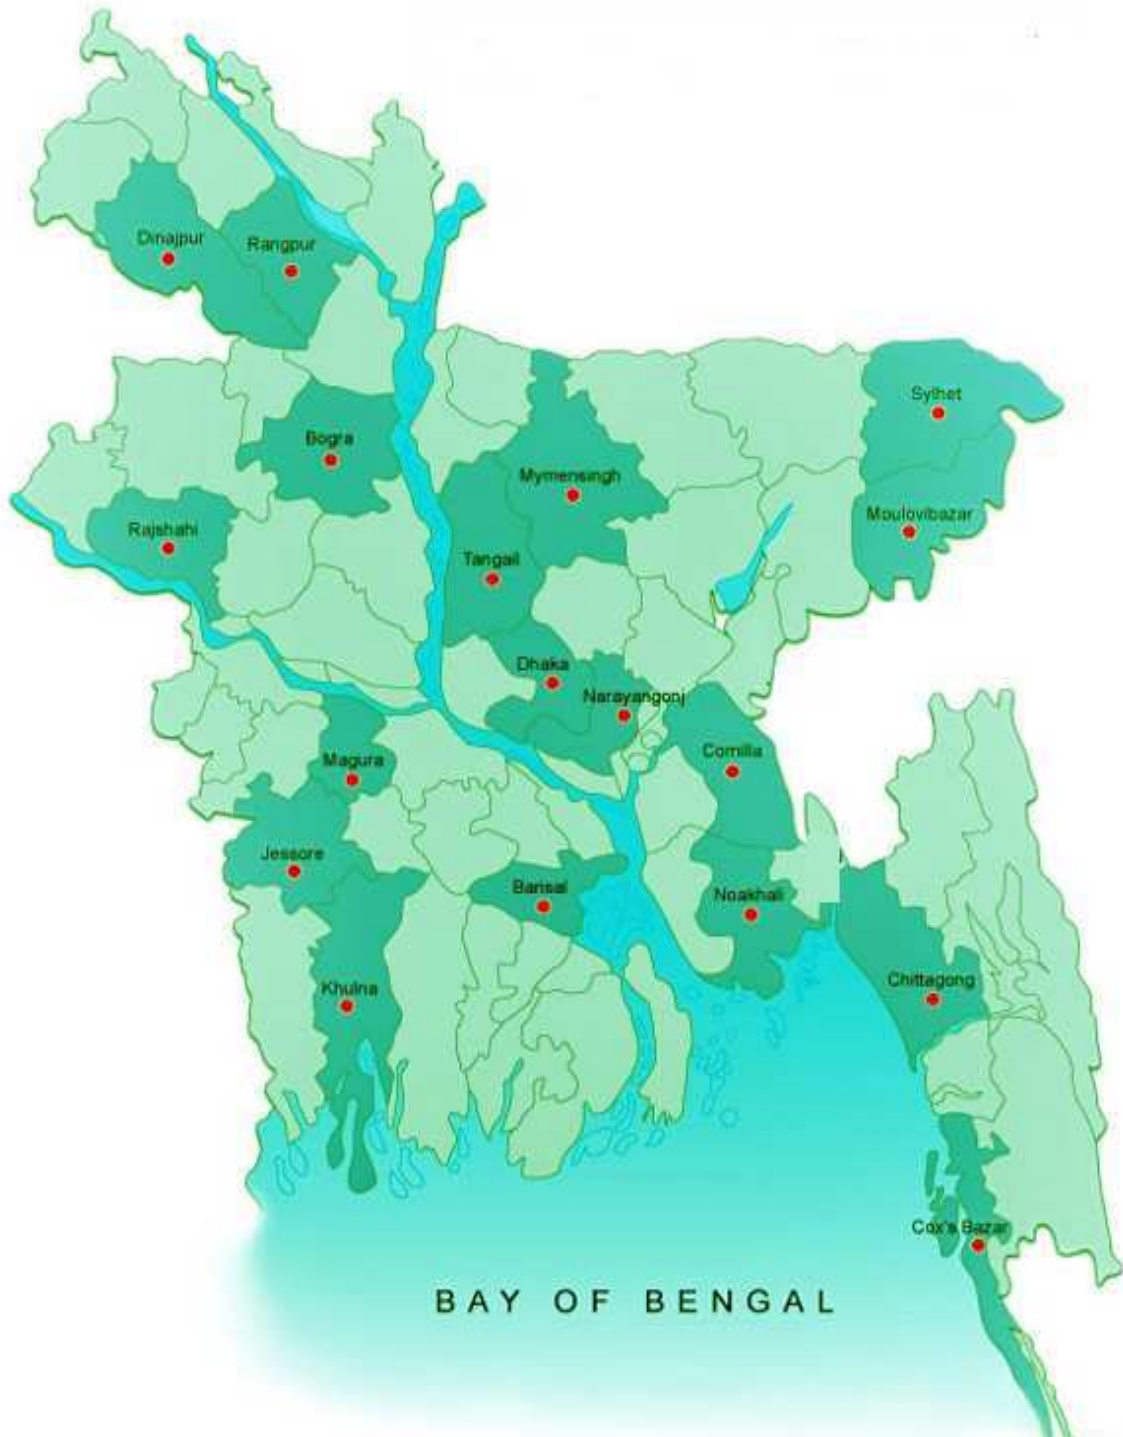 Dinajpur
Rangpur
Sylhet
Bogra
Mymensingh
Moulovibazar
Rajshahi
Tangail
Dhaka
Narayangonj
Comilla
Magura
Jessore
Barisal
Noakhali
Khulna
Chittagong
Cox's Bazar
BAY OF BENGAL